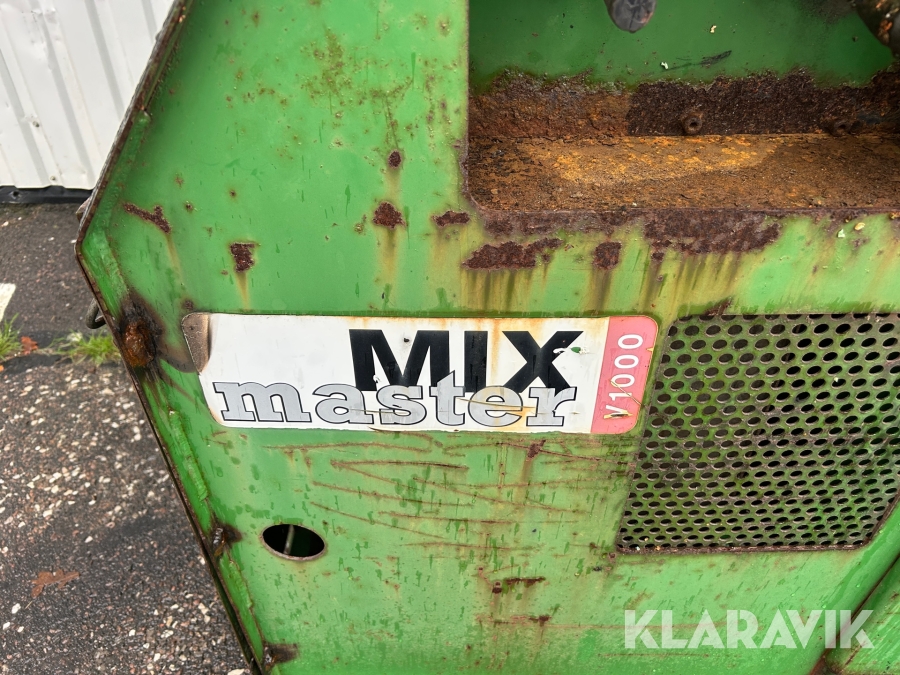 MIX
master
V1000
KLARAVIK